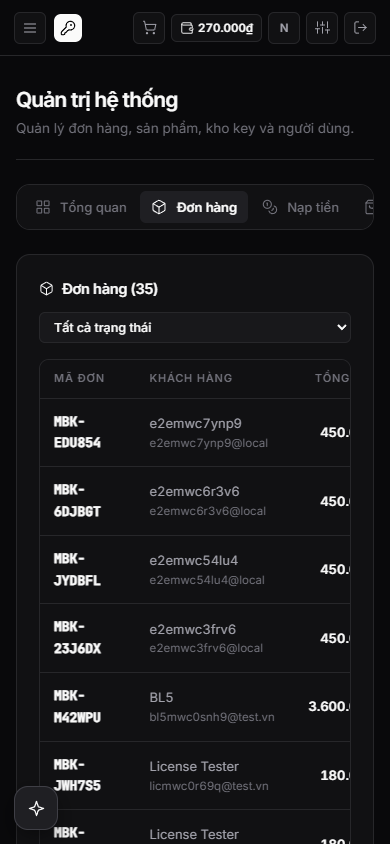 270.000₫
N
Quản trị hệ thống
Quản lý đơn hàng, sản phẩm, kho key và người dùng.
Tổng quan
Đơn hàng
Nạp tiền
Đơn hàng (35)
Tất cả trạng thái
MÃ ĐƠN KHÁCH HÀNG TỔNG
MBK-
EDU854
e2emwc7ynp9
e2emwc7ynp9@local
450.
MBK-
6DJBGT
e2emwc6r3v6
e2emwc6r3v6@local
450.
MBK-
JYDBFL
e2emwc54lu4
e2emwc54lu4@local
450.
MBK-
23J6DX
e2emwc3frv6
e2emwc3frv6@local
450.
MBK-
M42WPU
BL5
bl5mwc0snh9@test.vn
3.600.
MBK-
JWH7S5
License Tester
licmwc0r69q@test.vn
180.
MBK-
License Tester
180.